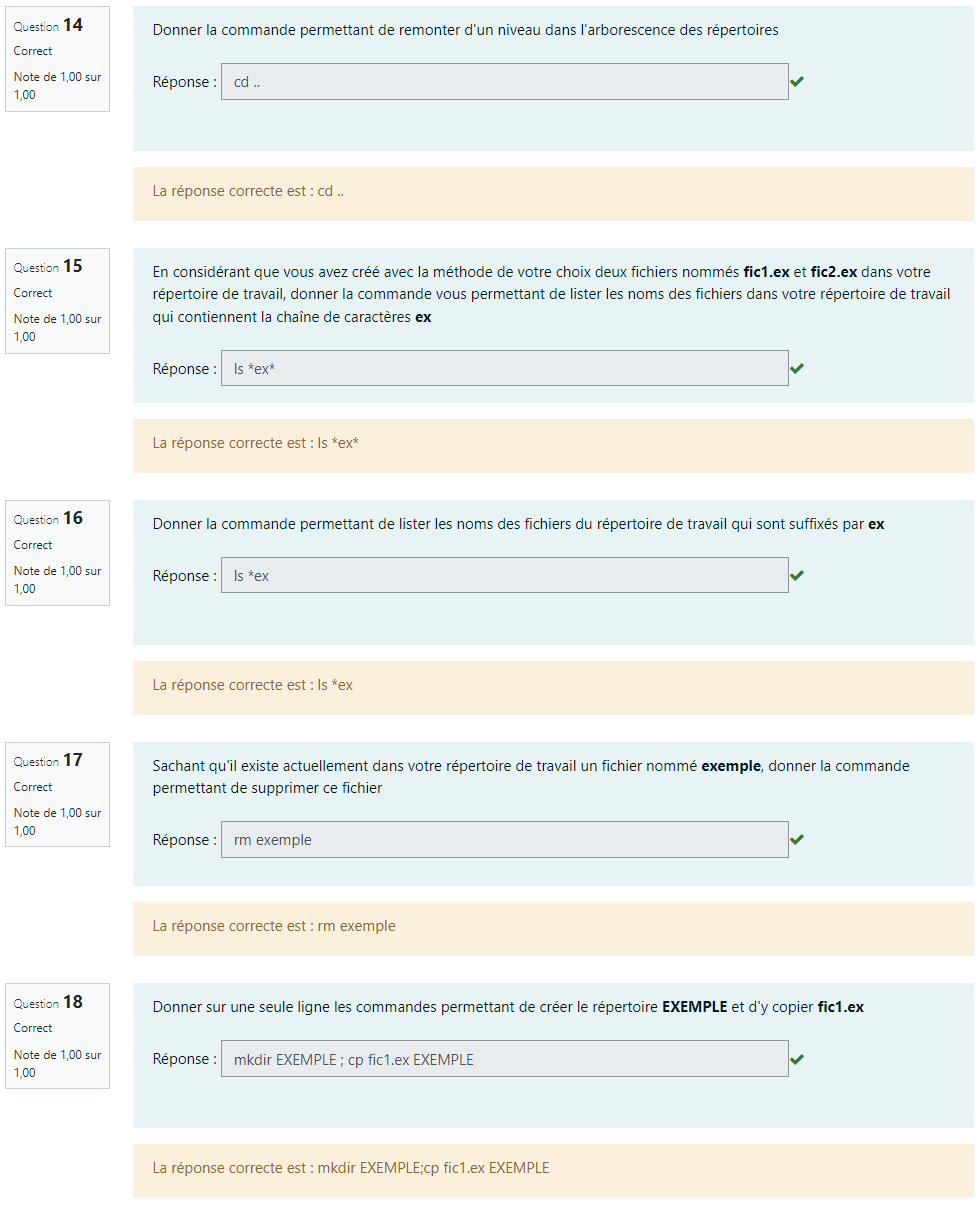 Question 14
Correct
Note de 1,00 sur
1,00
Donner la commande permettant de remonter d'un niveau dans l'arborescence des répertoires
Réponse : cd ..
La réponse correcte est : cd ..
Question 15
Correct
Note de 1,00 sur
1,00
En considérant que vous avez créé avec la méthode de votre choix deux fichiers nommés fic1.ex et fic2.ex dans votre
répertoire de travail, donner la commande vous permettant de lister les noms des fichiers dans votre répertoire de travail
qui contiennent la chaîne de caractères ex
Réponse : ls *ex*
La réponse correcte est : ls *ex*
Question 16
Correct
Note de 1,00 sur
1,00
Donner la commande permettant de lister les noms des fichiers du répertoire de travail qui sont suffixés par ex
Réponse : ls *ex
La réponse correcte est : ls *ex
Question 17
Correct
Note de 1,00 sur
1,00
Sachant qu'il existe actuellement dans votre répertoire de travail un fichier nommé exemple, donner la commande
permettant de supprimer ce fichier
Réponse : rm exemple
La réponse correcte est : rm exemple
Question 18
Correct
Note de 1,00 sur
1,00
Donner sur une seule ligne les commandes permettant de créer le répertoire EXEMPLE et d'y copier fic1.ex
Réponse : mkdir EXEMPLE ; cp fic1.ex EXEMPLE
La réponse correcte est : mkdir EXEMPLE;cp fic1.ex EXEMPLE